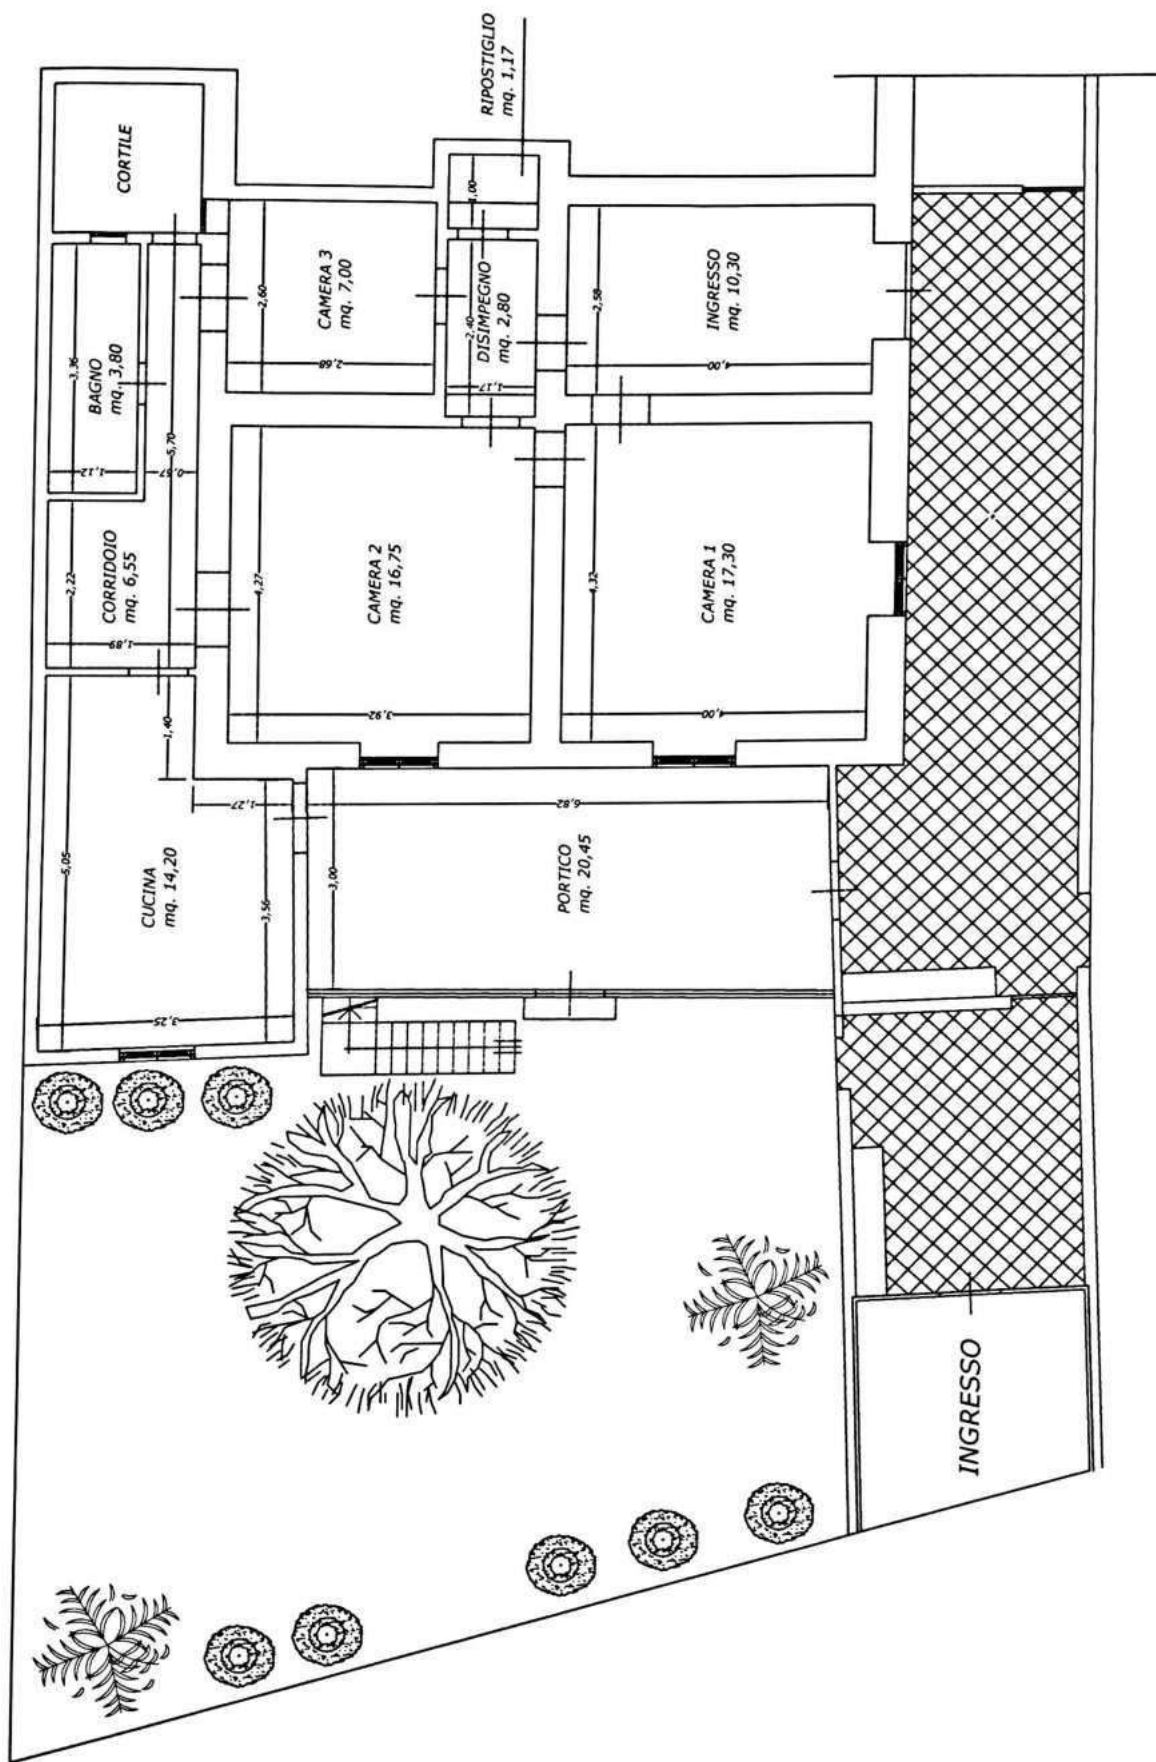 RIPOSTIGLIO
mq. 1,17
CORTILE
1,00
CAMERA 3
mq. 7,00
2,60
2,68
DISIMPEGNO
mq. 2,80
2,40
1,17
INGRESSO
mq. 10,30
2,58
4,00
BAGNO
mq. 3,80
3,36
1,12
5,70
0,67
CORRIDOIO
mq. 6,55
2,22
1,89
CAMERA 2
mq. 16,75
4,27
3,92
CAMERA 1
mq. 17,30
4,32
4,00
CUCINA
mq. 14,20
5,05
1,40
1,27
3,56
3,25
PORTICO
mq. 20,45
6,82
3,00
INGRESSO